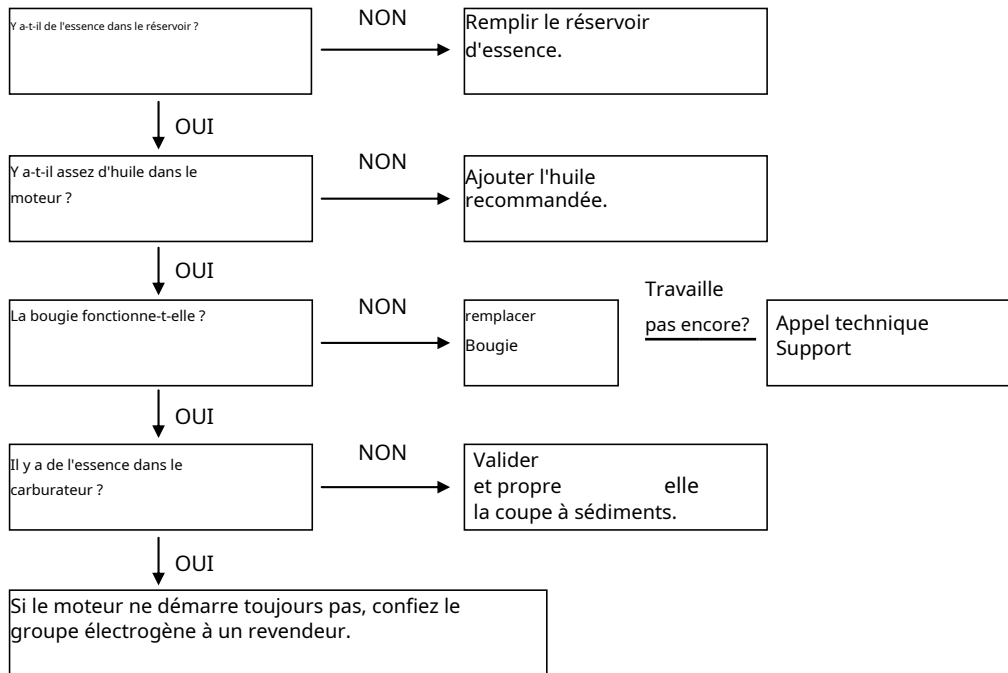 Y a-t-il de l'essence dans le réservoir ?
NON
Remplir le réservoir
d'essence.
OUI
Y a-t-il assez d'huile dans le
moteur ?
NON
Ajouter l'huile
recommandée.
OUI
La bougie fonctionne-t-elle ?
NON
remplacer
Bougie
Travaille
pas encore?
Appel technique
Support
OUI
Il y a de l'essence dans le
carburateur ?
NON
Valider
et propre elle
la coupe à sédiments.
OUI
Si le moteur ne démarre toujours pas, confiez le
groupe électrogène à un revendeur.